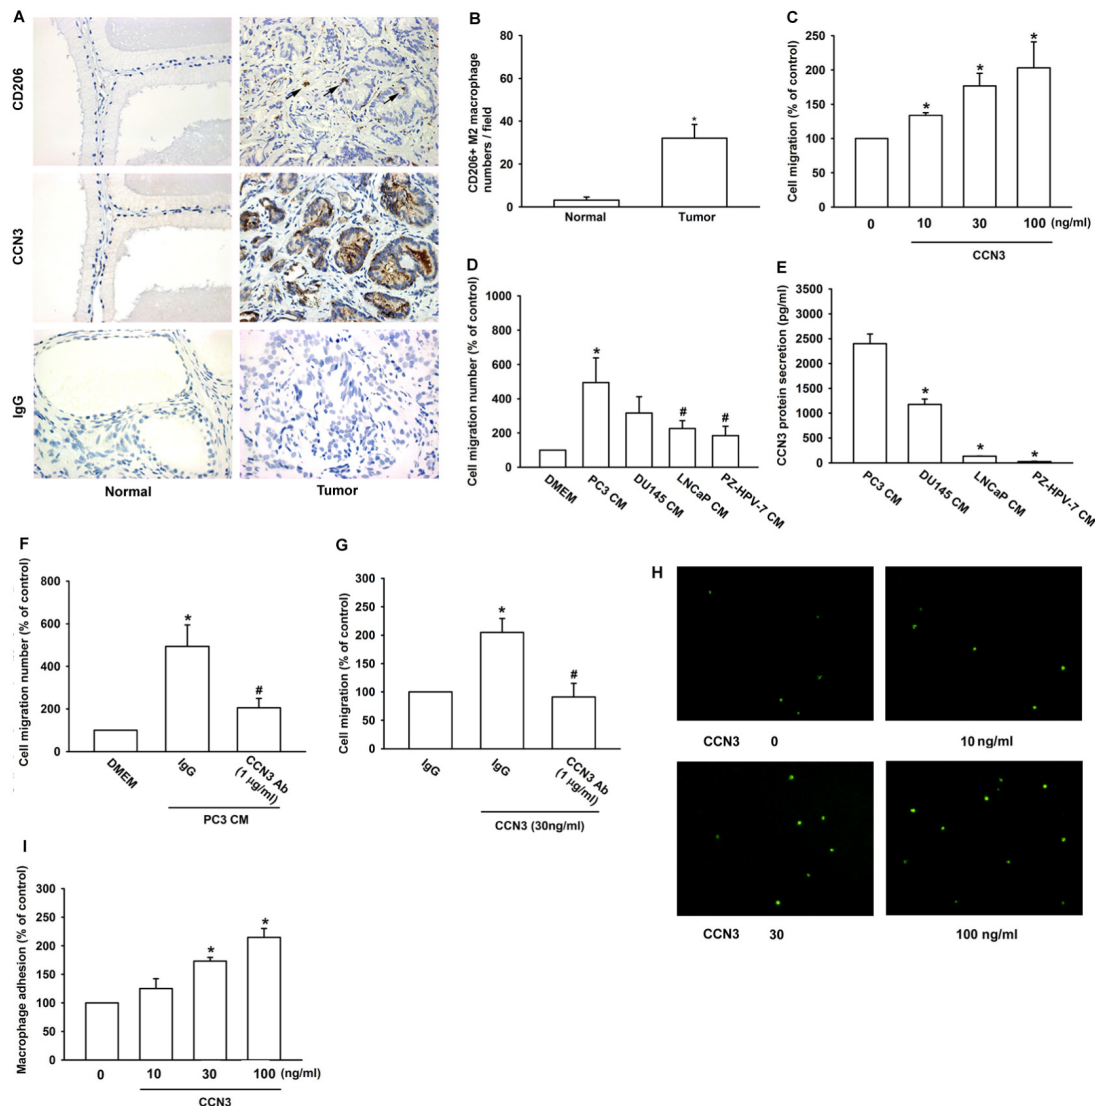 A
CD206
CCN3
IgG
Normal
Tumor
B
CD206+ M2 macrophage
numbers / field
80
60
40
20
0
*
Normal
Tumor
C
Cell migration (% of control)
250
200
150
100
50
0
*
*
*
0
10
30
100 (ng/ml)
CCN3
D
Cell migration number (% of control)
1000
800
600
400
200
0
*
#
#
DMEM
PC3 CM
DU145 CM
LNCaP CM
PZ-HPV-7 CM
E
CCN3 protein secretion (pg/ml)
3500
3000
2500
2000
1500
1000
500
0
*
*
*
PC3 CM
DU145 CM
LNCaP CM
PZ-HPV-7 CM
F
Cell migration number (% of control)
800
600
400
200
0
*
#
DMEM
IgG
CCN3 Ab
(1 μg/ml)
PC3 CM
G
Cell migration (% of control)
300
250
200
150
100
50
0
*
#
IgG
IgG
CCN3 Ab
(1 μg/ml)
CCN3 (30ng/ml)
H
CCN3 0
10 ng/ml
CCN3 30
100 ng/ml
I
Macrophage adhesion (% of control)
300
250
200
150
100
50
0
*
*
0
10
30
100 (ng/ml)
CCN3